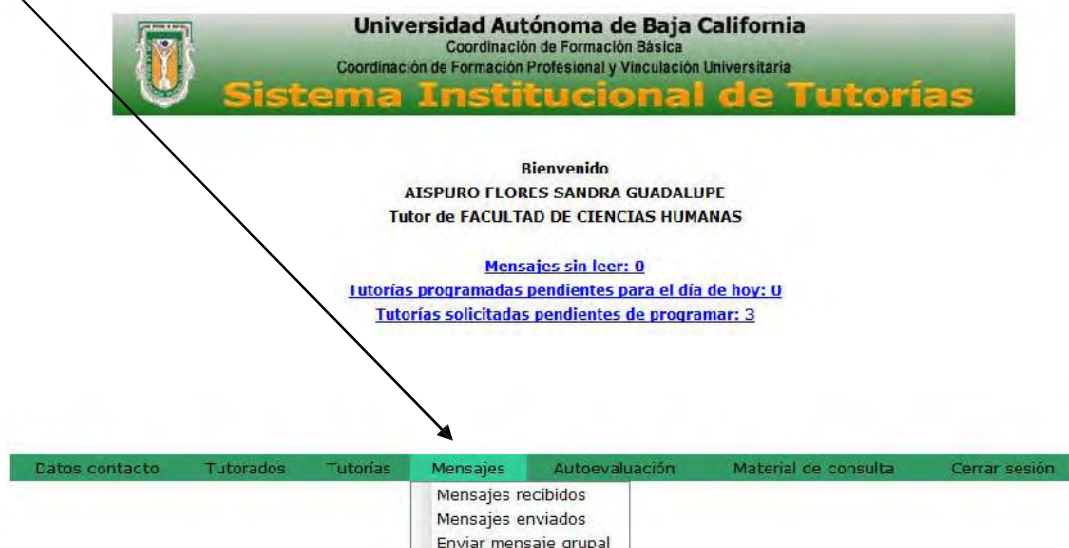 Universidad Autónoma de Baja California
Coordinación de Formación Básica
Coordinación de Formación Profesional y Vinculación Universitaria
Sistema Institucional de Tutorías
Bienvenido
AISPURO FLORES SANDRA GUADALUPE
Tutor de FACULTAD DE CIENCIAS HUMANAS
Mensajes sin leer: 0
Tutorías programadas pendientes para el día de hoy: 0
Tutorías solicitadas pendientes de programar: 3
Datos contacto Tutorados Tutorías Mensajes Autoevaluación Material de consulta Cerrar sesión
Mensajes recibidos
Mensajes enviados
Enviar mensaje grupal